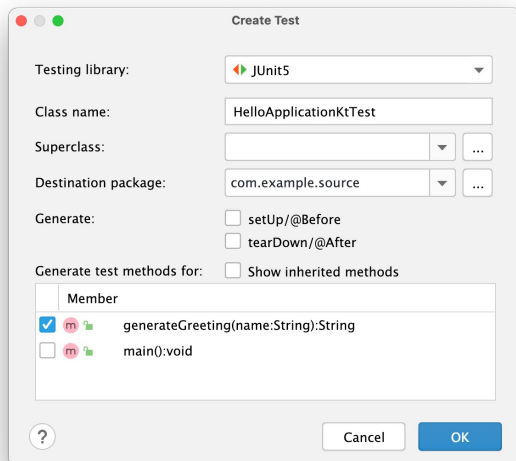 Create Test
Testing library:
JUnit5
Class name:
HelloApplicationKtTest
Superclass:
...
Destination package:
com.example.source
...
Generate:
setUp/@Before
tearDown/@After
Generate test methods for:
Show inherited methods
Member
m generateGreeting(name:String):String
m main():void
?
Cancel
OK